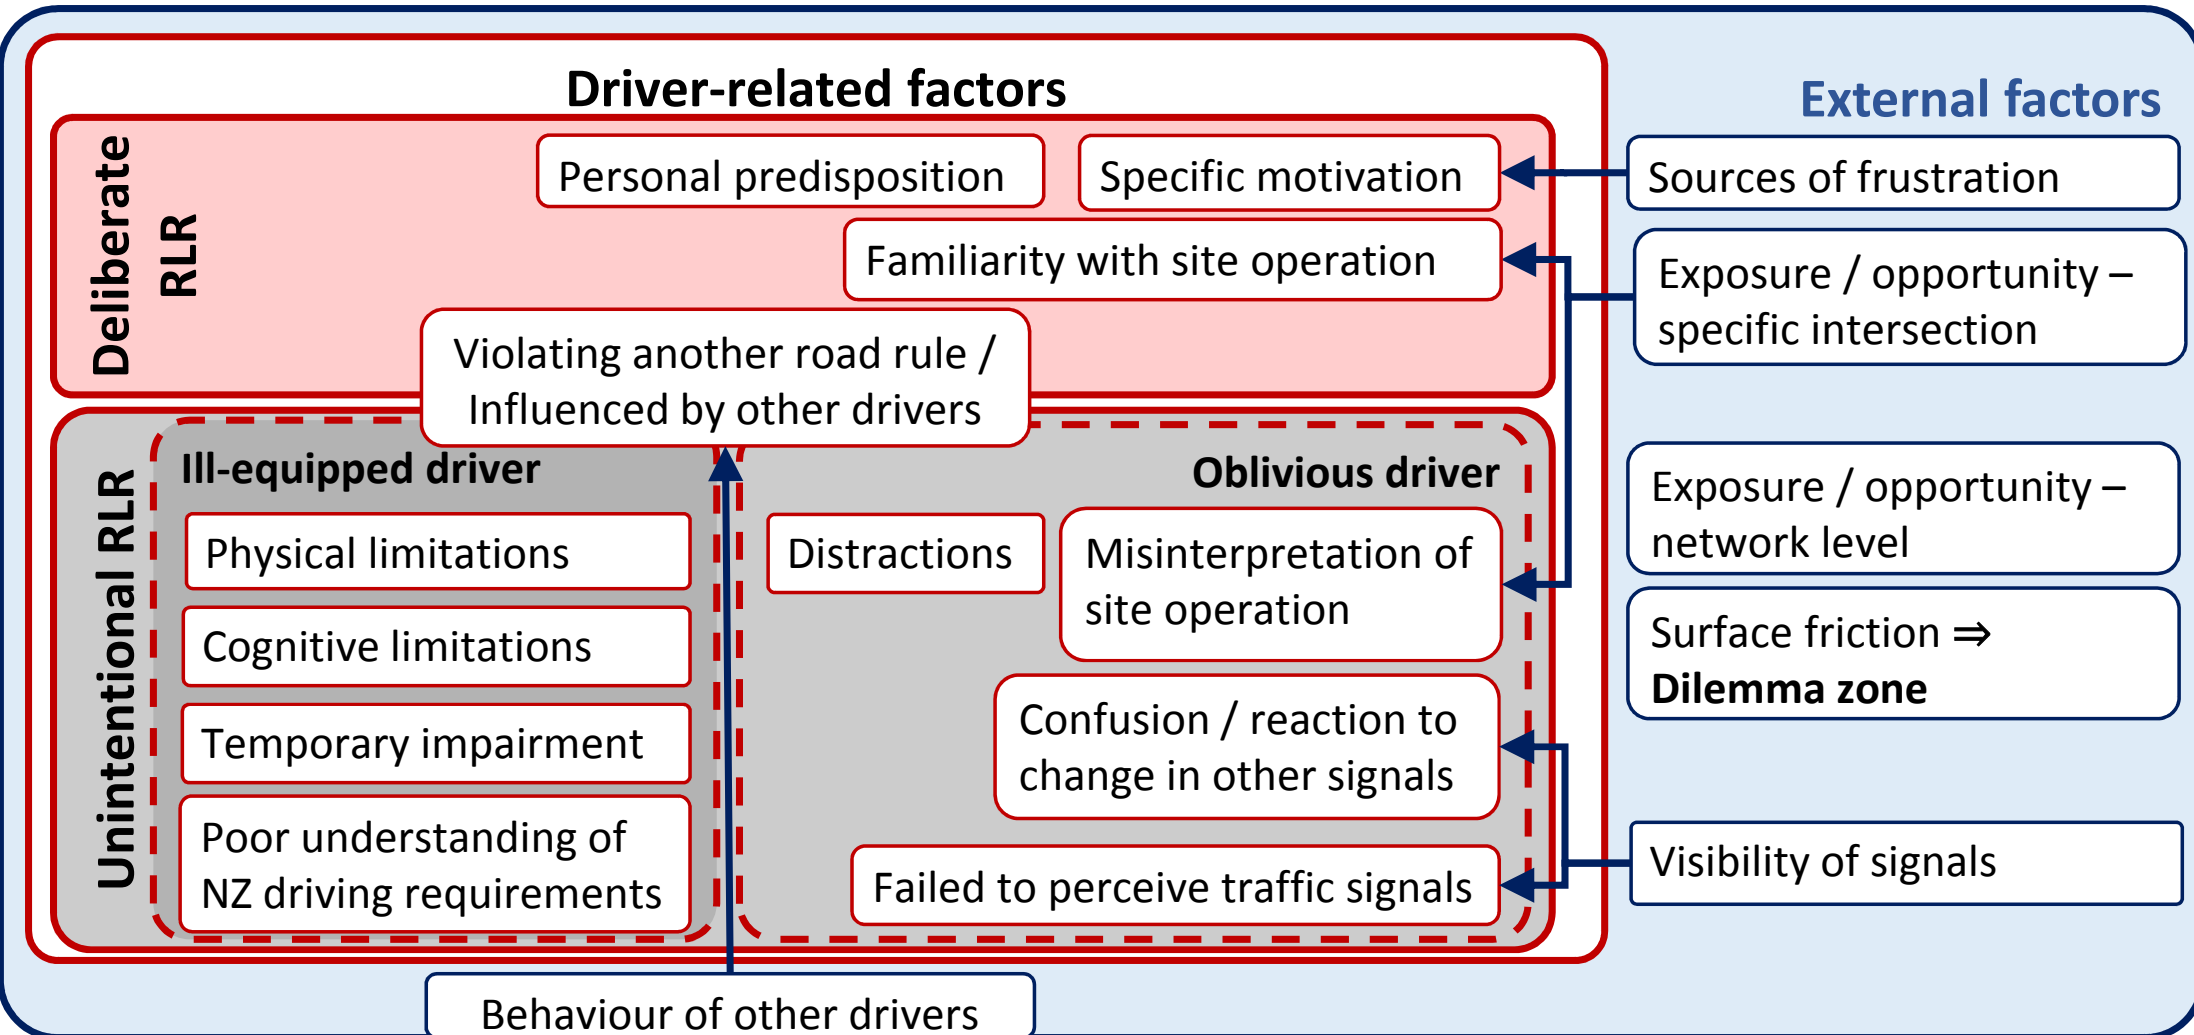 Driver-related factors
External factors
Deliberate
RLR
Personal predisposition
Specific motivation
Familiarity with site operation
Violating another road rule /
Influenced by other drivers
Unintentional RLR
Ill-equipped driver
Physical limitations
Cognitive limitations
Temporary impairment
Poor understanding of
NZ driving requirements
Oblivious driver
Distractions
Misinterpretation of
site operation
Confusion / reaction to
change in other signals
Failed to perceive traffic signals
Sources of frustration
Exposure / opportunity –
specific intersection
Exposure / opportunity –
network level
Surface friction ⇒
Dilemma zone
Visibility of signals
Behaviour of other drivers